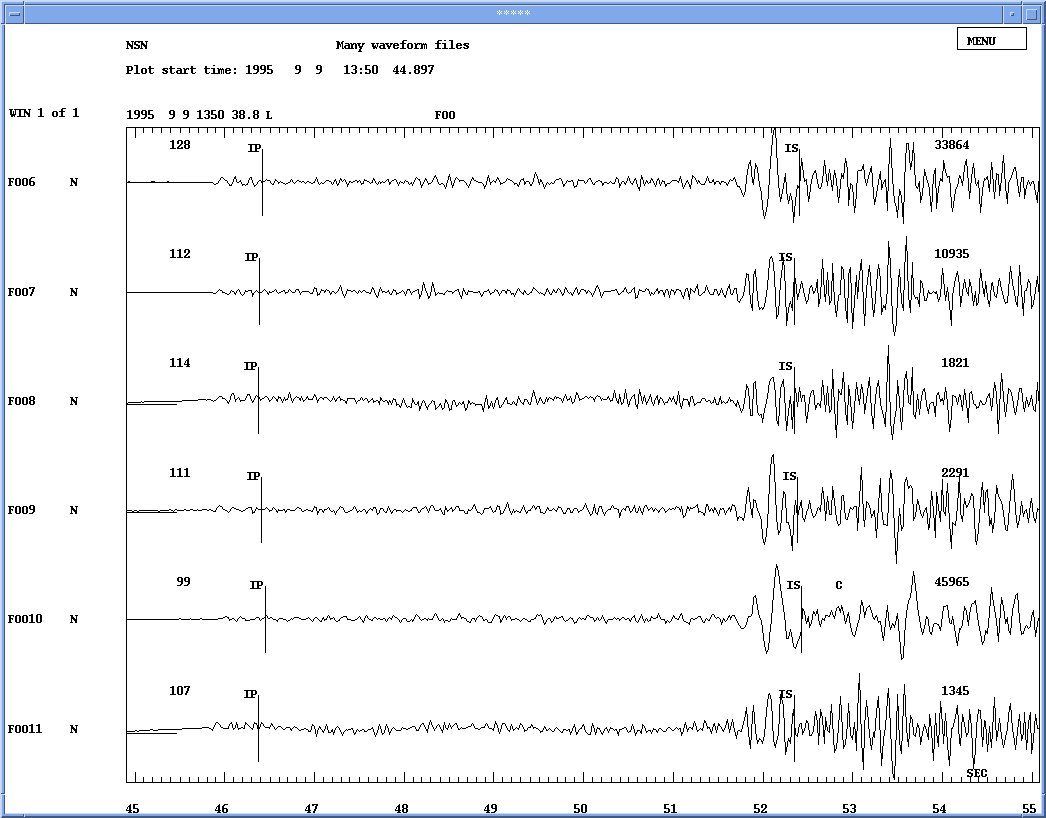 *****
NSN Many waveform files MENU
Plot start time: 1995 9 9 13:50 44.897
WIN 1 of 1 1995 9 9 1350 38.8 L FOO
128 IP IS 33864
F006 N
112 IP IS 10935
F007 N
114 IP IS 1821
F008 N
111 IP IS 2291
F009 N
99 IP IS C 45965
F0010 N
107 IP IS 1345
F0011 N
SEC
45 46 47 48 49 50 51 52 53 54 55